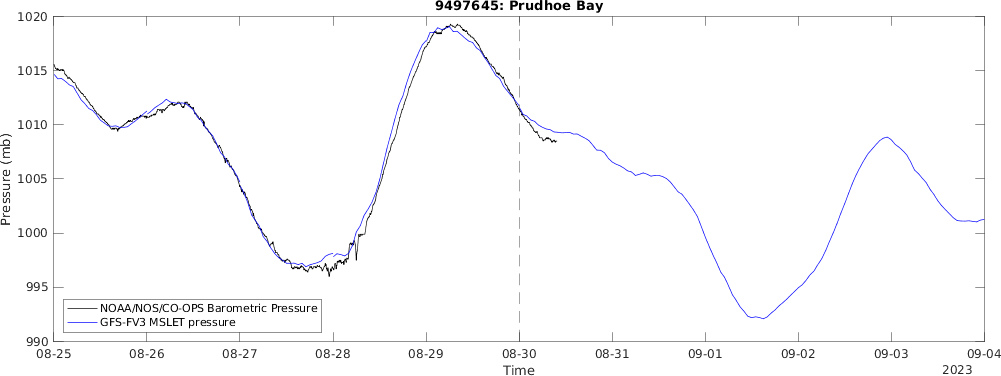 9497645: Prudhoe Bay
Pressure (mb)
1020
1015
1010
1005
1000
995
990
NOAA/NOS/CO-OPS Barometric Pressure
GFS-FV3 MSLET pressure
08-25 08-26 08-27 08-28 08-29 08-30 08-31 09-01 09-02 09-03 09-04
Time
2023